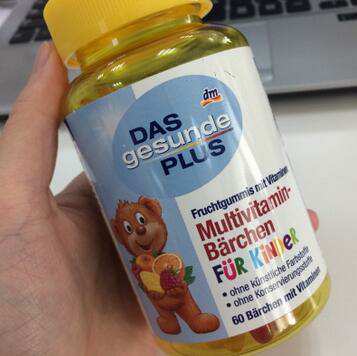 dm
DAS
gesunde
PLUS
Fruchtgummis mit Vitaminen
Multivitamin-
Bärchen
FÜR KINDER
• ohne künstliche Farbstoffe
• ohne Konservierungsstoffe
60 Bärchen mit Vitaminen